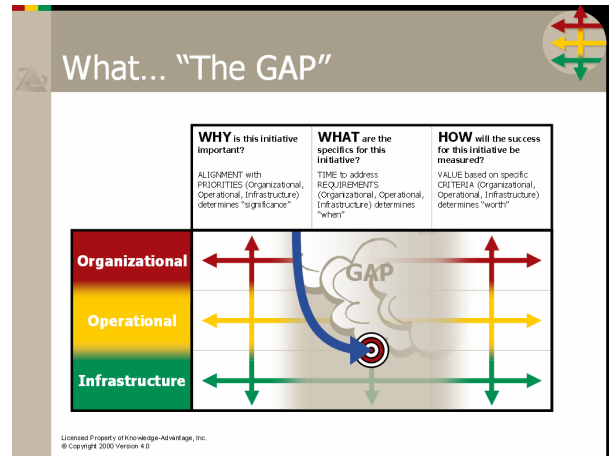 What... “The GAP”
WHY is this initiative
important?
ALIGNMENT with
PRIORITIES (Organizational,
Operational, Infrastructure)
determines "significance"
WHAT are the
specifics for this
initiative?
TIME to address
REQUIREMENTS
(Organizational, Operational,
Infrastructure) determines
"when"
HOW will the success
for this initiative be
measured?
VALUE based on specific
CRITERIA (Organizational,
Operational, Infrastructure)
determines "worth"
Organizational
GAP
Operational
Infrastructure
Licensed Property of Knowledge-Advantage, Inc.
© Copyright 2000 Version 4.0